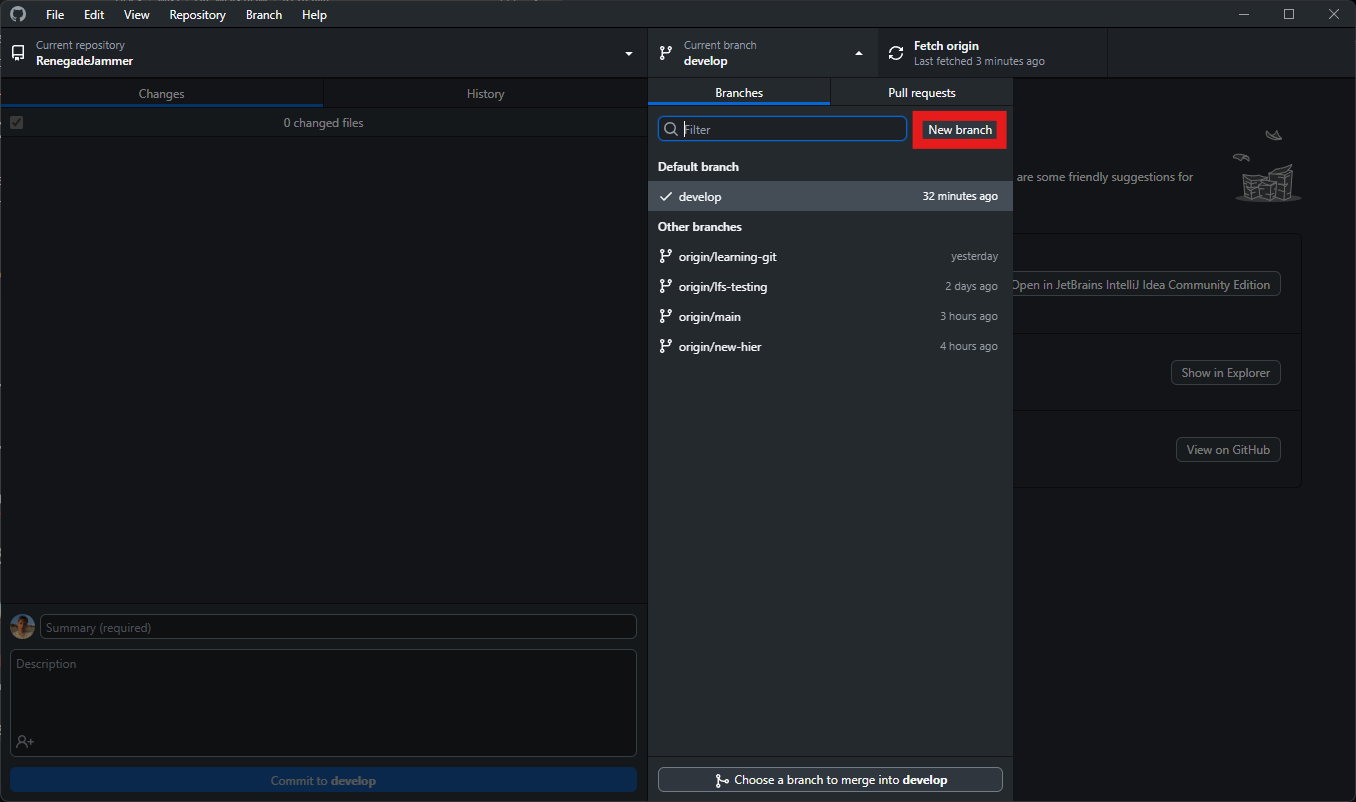 File Edit View Repository Branch Help
Current repository
RenegadeJammer
Current branch
develop
Fetch origin
Last fetched 3 minutes ago
Changes History
Branches Pull requests
0 changed files
Filter
New branch
Default branch
develop 32 minutes ago
Other branches
origin/learning-git yesterday
origin/lfs-testing 2 days ago
origin/main 3 hours ago
origin/new-hier 4 hours ago
are some friendly suggestions for
Open in JetBrains IntelliJ Idea Community Edition
Show in Explorer
View on GitHub
Summary (required)
Description
Commit to develop
Choose a branch to merge into develop